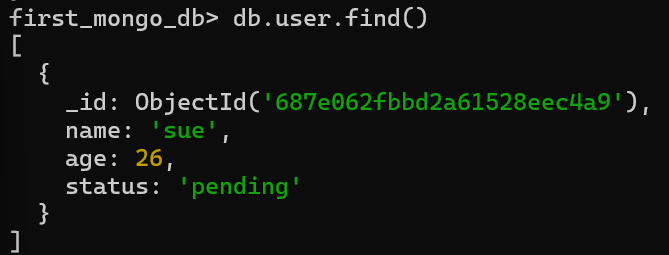 first_mongo_db> db.user.find()
[
  {
    _id: ObjectId('687e062fbbd2a61528eec4a9'),
    name: 'sue',
    age: 26,
    status: 'pending'
  }
]